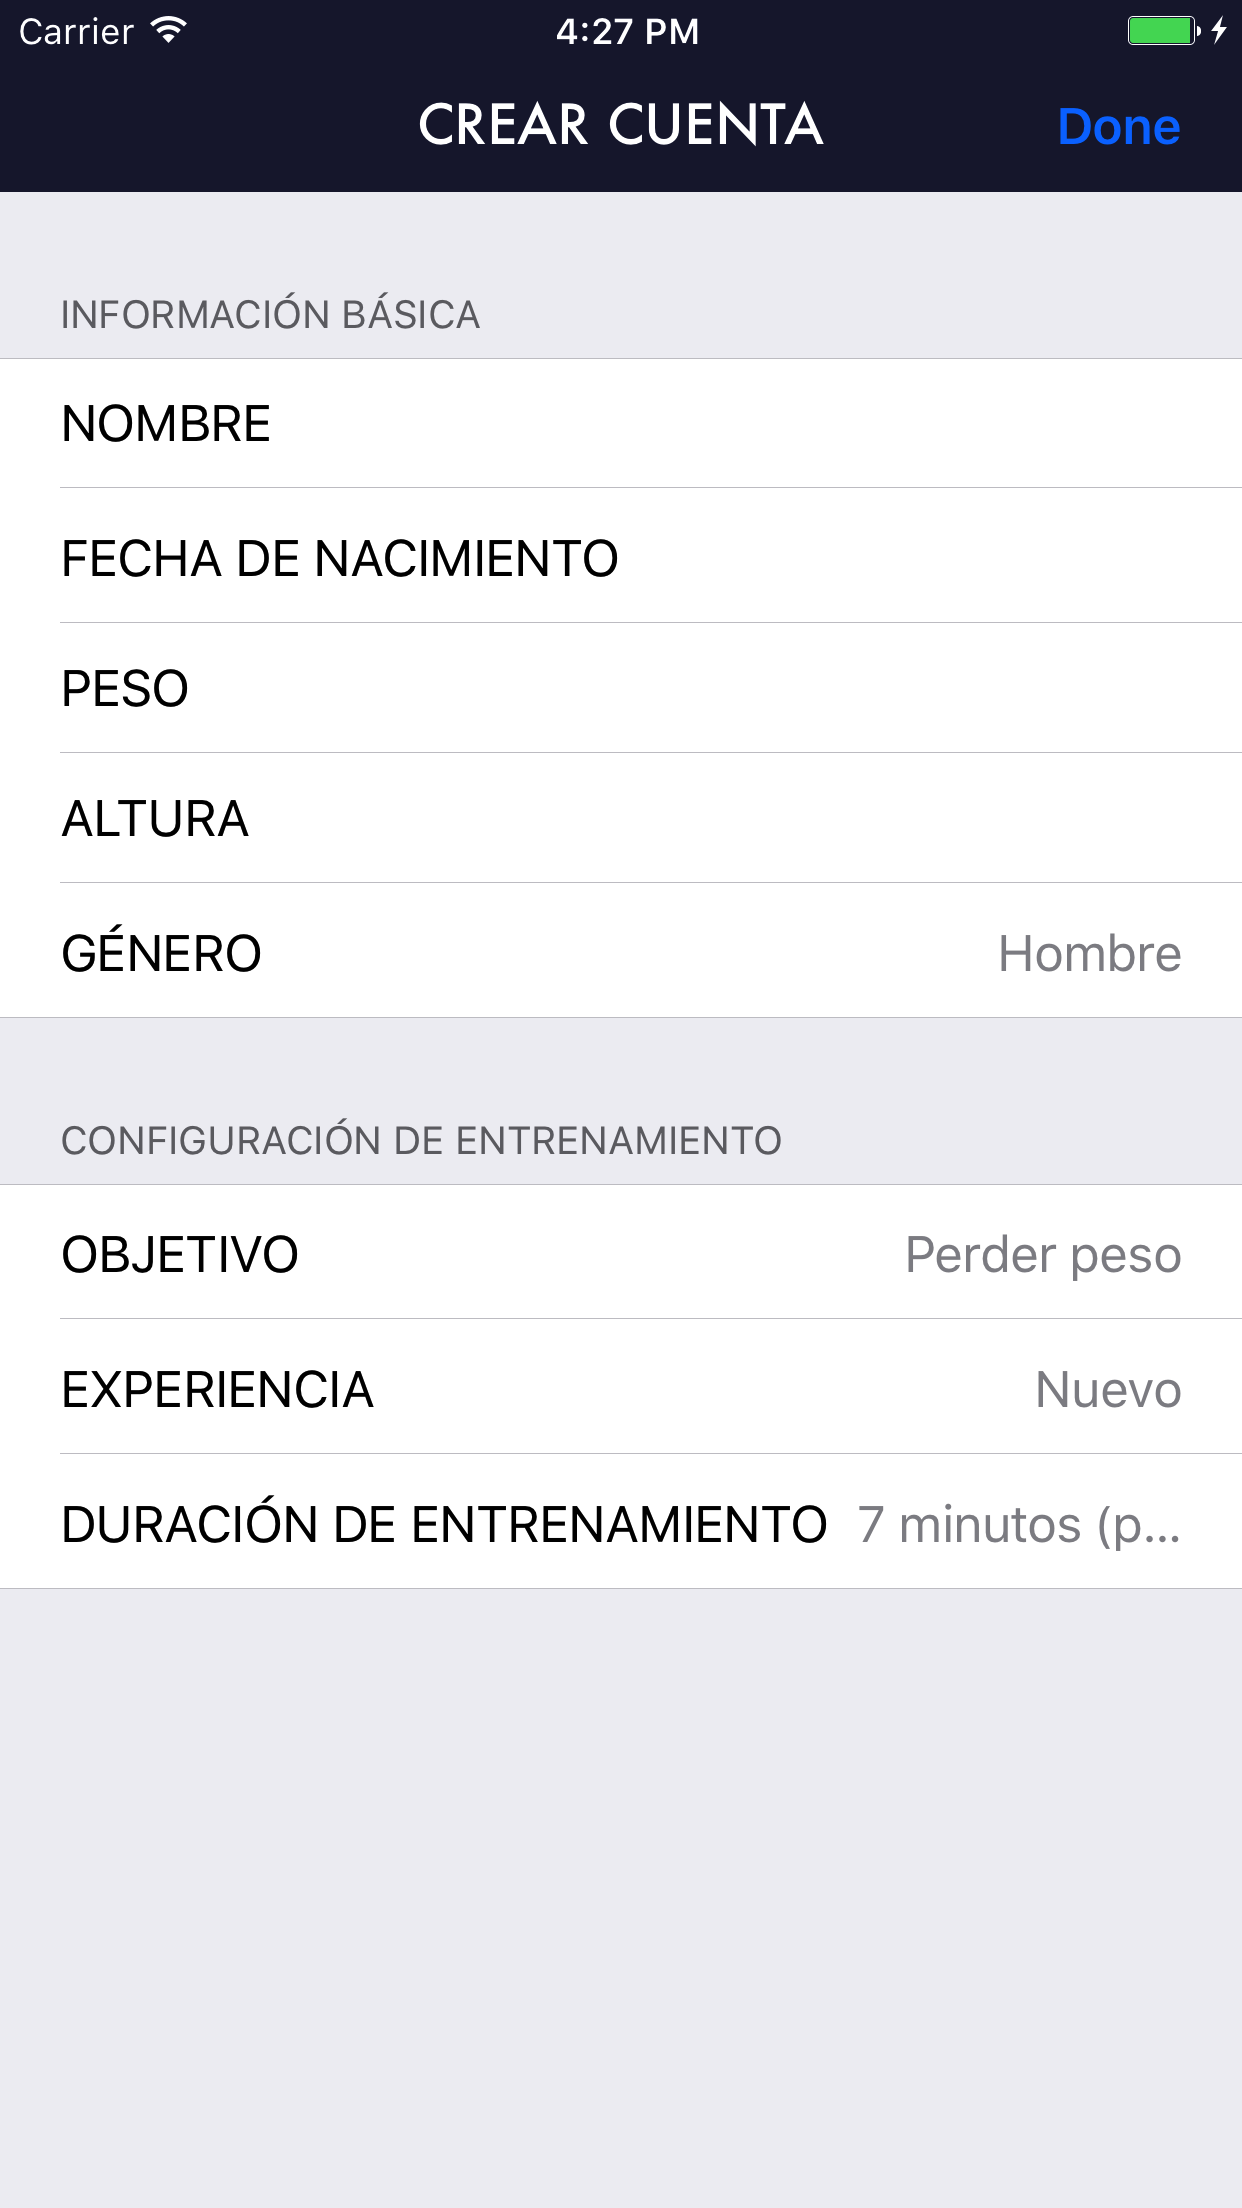 Carrier 4:27 PM
CREAR CUENTA Done
INFORMACIÓN BÁSICA
NOMBRE
FECHA DE NACIMIENTO
PESO
ALTURA
GÉNERO Hombre
CONFIGURACIÓN DE ENTRENAMIENTO
OBJETIVO Perder peso
EXPERIENCIA Nuevo
DURACIÓN DE ENTRENAMIENTO 7 minutos (p...